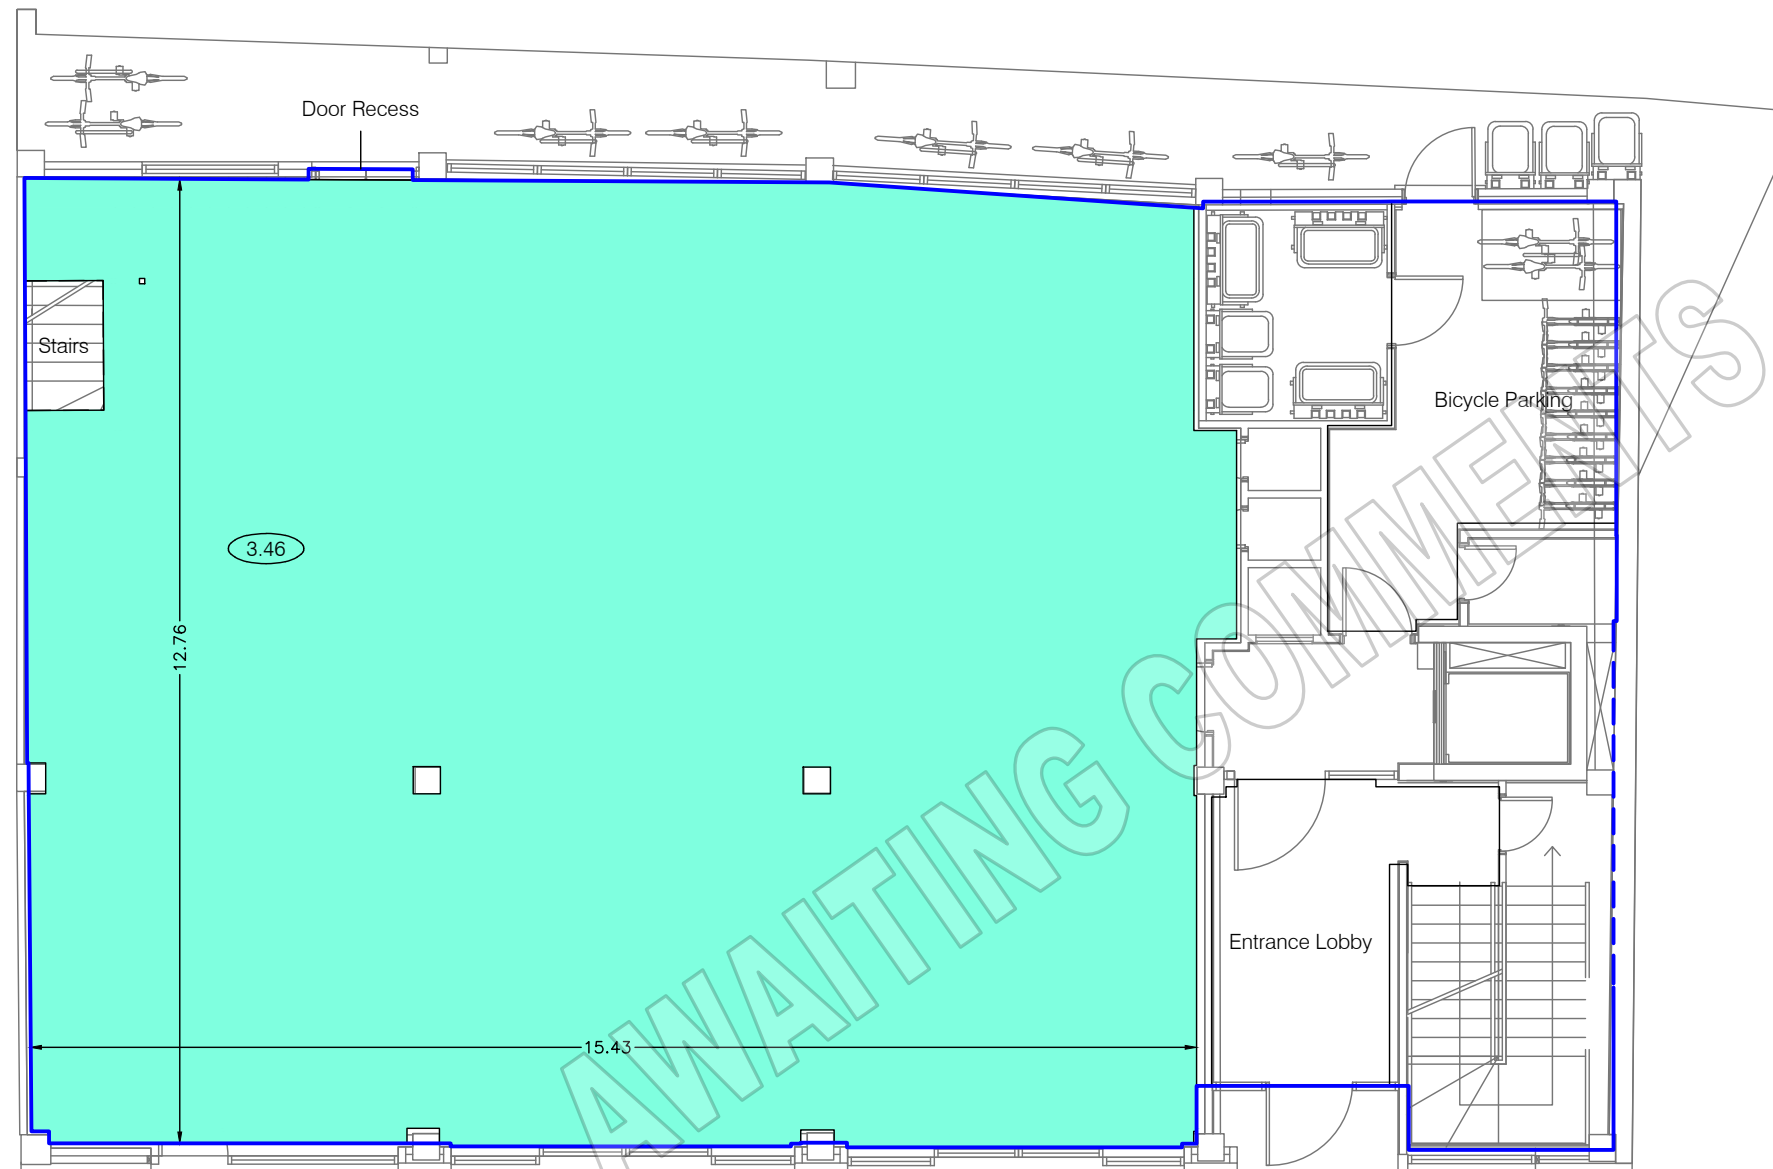 Door Recess
Stairs
Bicycle Parking
3.46
12.76
Entrance Lobby
15.43
AWAITING COMMENTS